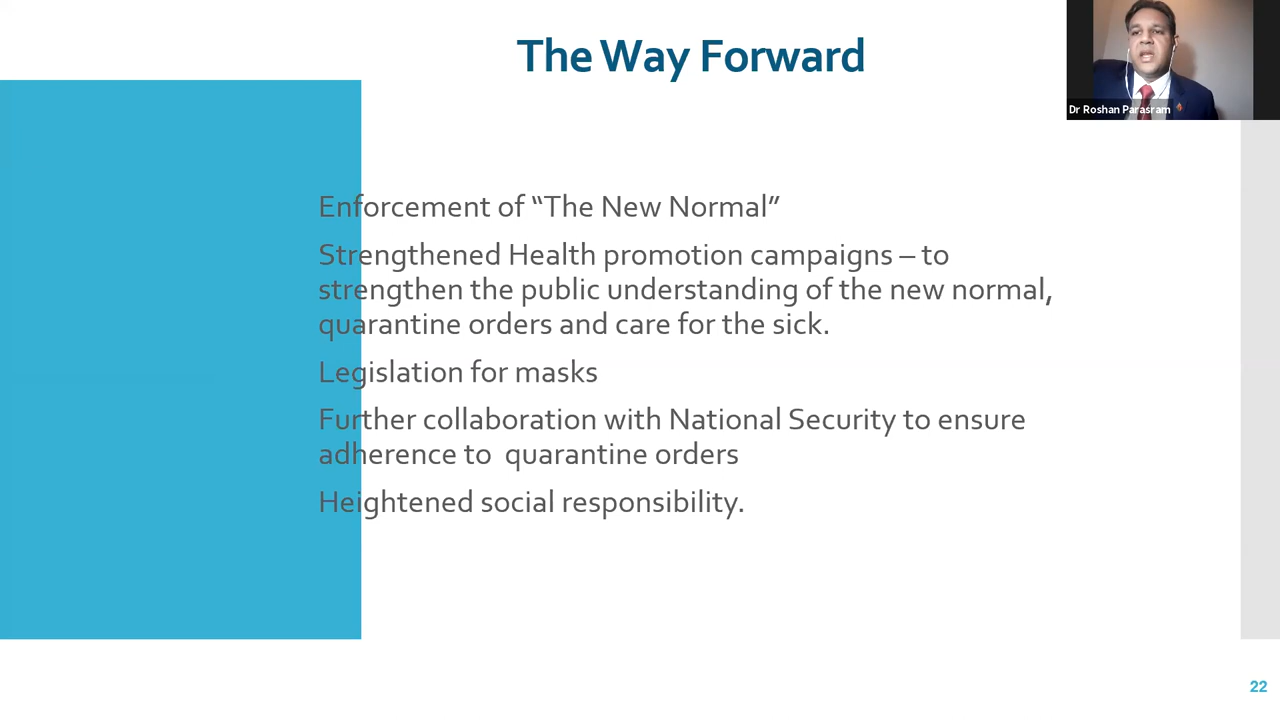 The Way Forward
Dr Roshan Parasram
Enforcement of “The New Normal”
Strengthened Health promotion campaigns – to
strengthen the public understanding of the new normal,
quarantine orders and care for the sick.
Legislation for masks
Further collaboration with National Security to ensure
adherence to  quarantine orders
Heightened social responsibility.
22